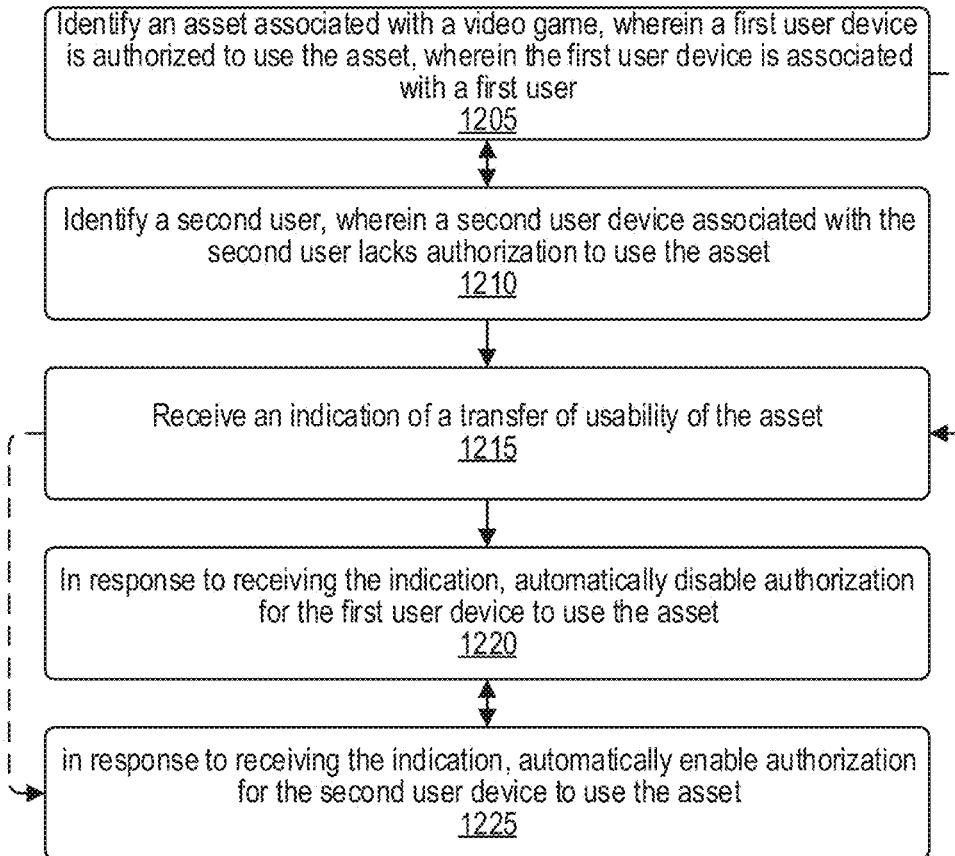 Identify an asset associated with a video game, wherein a first user device
is authorized to use the asset, wherein the first user device is associated
with a first user
1205
Identify a second user, wherein a second user device associated with the
second user lacks authorization to use the asset
1210
Receive an indication of a transfer of usability of the asset
1215
In response to receiving the indication, automatically disable authorization
for the first user device to use the asset
1220
in response to receiving the indication, automatically enable authorization
for the second user device to use the asset
1225